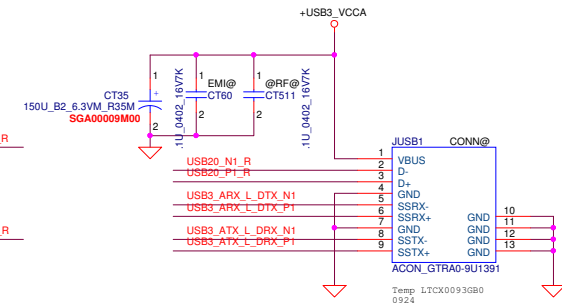 +USB3_VCCA
1
CT35
150U_B2_6.3VM_R35M
SGA00009M00
2
+
1
EMI@
CT60
2
.1U_0402_16V7K
1
@RF@
CT511
2
.1U_0402_16V7K
R
R
JUSB1 CONN@
USB20_N1_R
USB20_P1_R
USB3_ARX_L_DTX_N1
USB3_ARX_L_DTX_P1
USB3_ATX_L_DRX_N1
USB3_ATX_L_DRX_P1
1 VBUS
2 D-
3 D+
4 GND
5 SSRX-
6 SSRX+
7 GND
8 SSTX-
9 SSTX+
GND 10
GND 11
GND 12
GND 13
ACON_GTRA0-9U1391
Temp LTCX0093GB0
0924